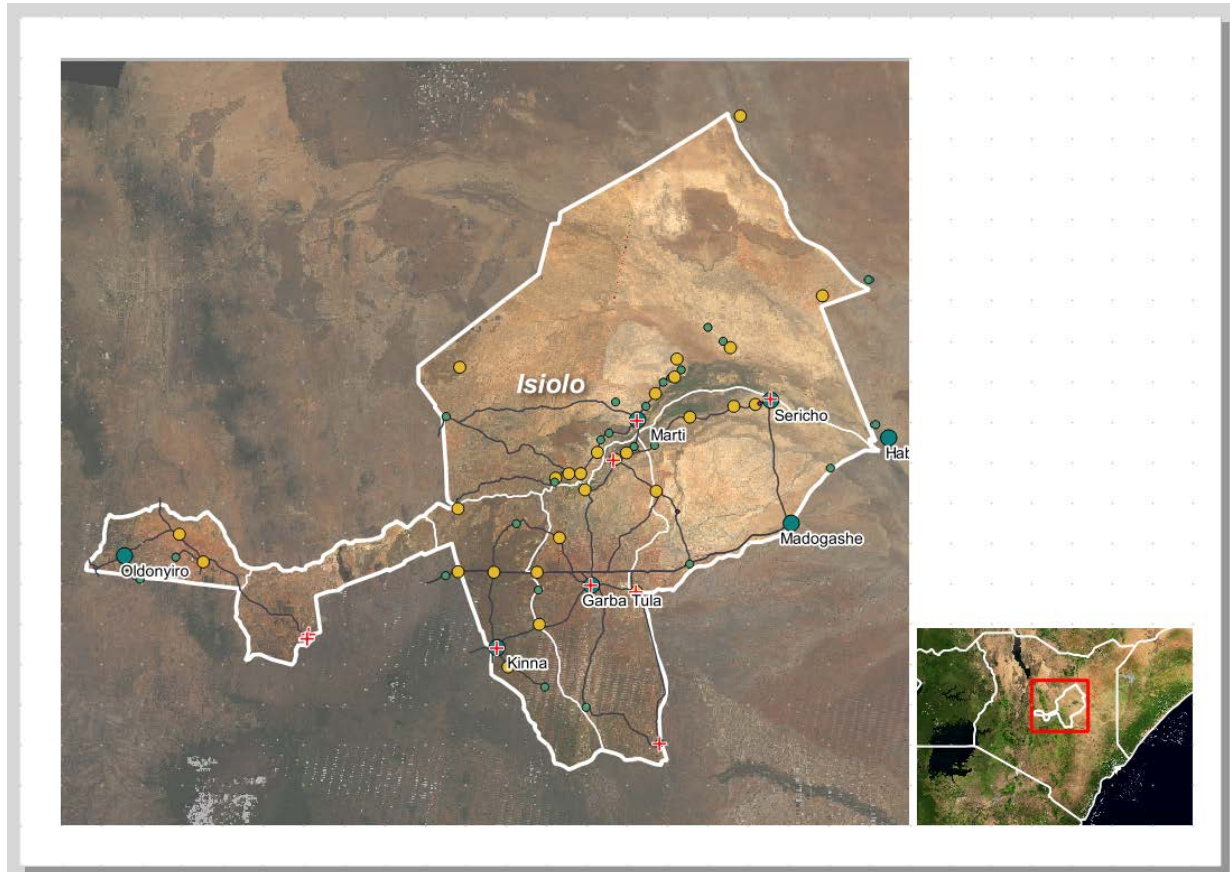 Isiolo
Sericho
Marti
Hab
Madogashe
Oldonyiro
Garba Tula
Kinna